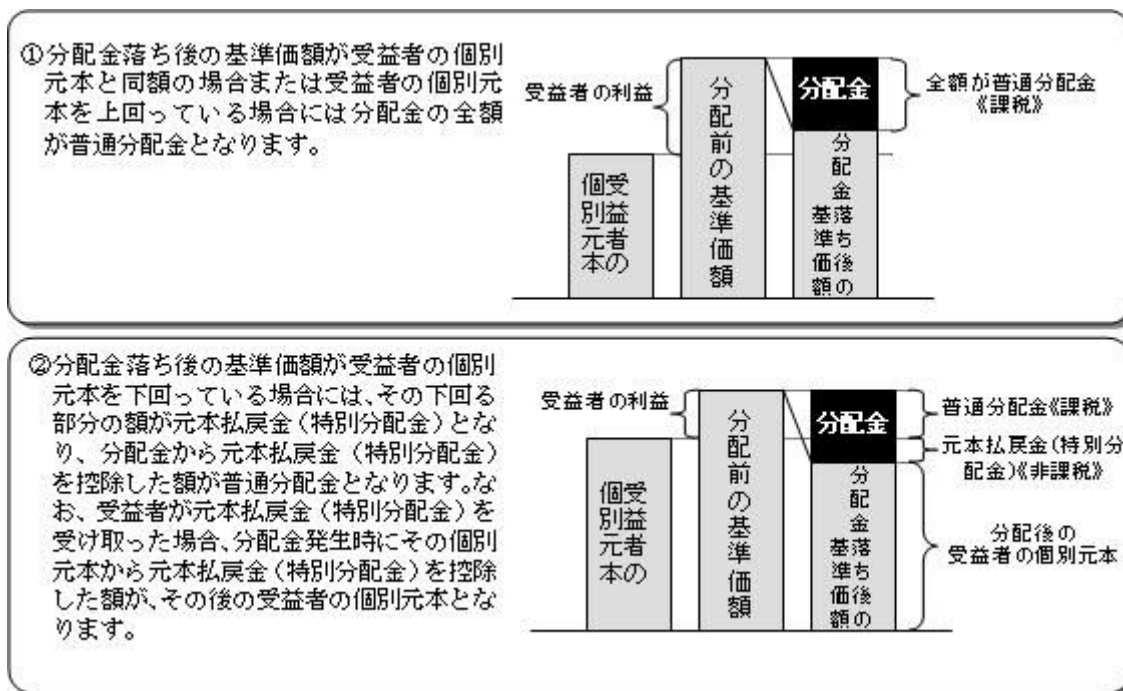 ①分配金落ち後の基準価額が受益者の個別
元本と同額の場合または受益者の個別元
本を上回っている場合には分配金の全額
が普通分配金となります。
受益者の利益
受益者の
個別元本
分配前の基準価額
分配金
分配金落ち後の
基準価額
全額が普通分配金
《課税》
②分配金落ち後の基準価額が受益者の個別
元本を下回っている場合には、その下回る
部分の額が元本払戻金(特別分配金)とな
り、分配金から元本払戻金(特別分配金)
を控除した額が普通分配金となります。な
お、受益者が元本払戻金(特別分配金)を
受け取った場合、分配金発生時にその個別
元本から元本払戻金(特別分配金)を控除
した額が、その後の受益者の個別元本とな
ります。
受益者の利益
受益者の
個別元本
分配前の基準価額
分配金
分配金落ち後の
基準価額
普通分配金《課税》
元本払戻金(特別分
配金)《非課税》
分配後の
受益者の個別元本